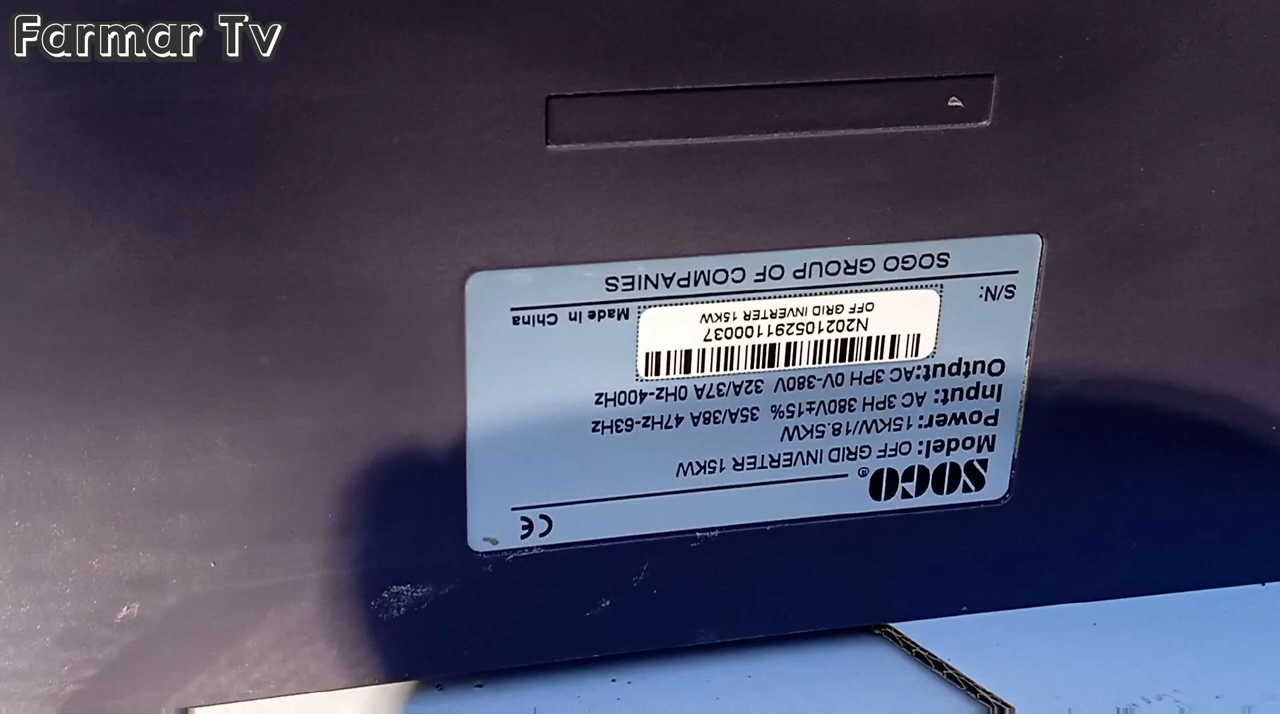 Farmar Tv
SOGO®
CE
Model: OFF GRID INVERTER 15KW
Power: 15KW/18.5KW
Input: AC 3PH 380V±15% 35A/38A 47Hz-63Hz
Output:AC 3PH 0V-380V 32A/37A 0Hz-400Hz
N2021052911100037
OFF GRID INVERTER 15KW
S/N:
Made in China
SOGO GROUP OF COMPANIES